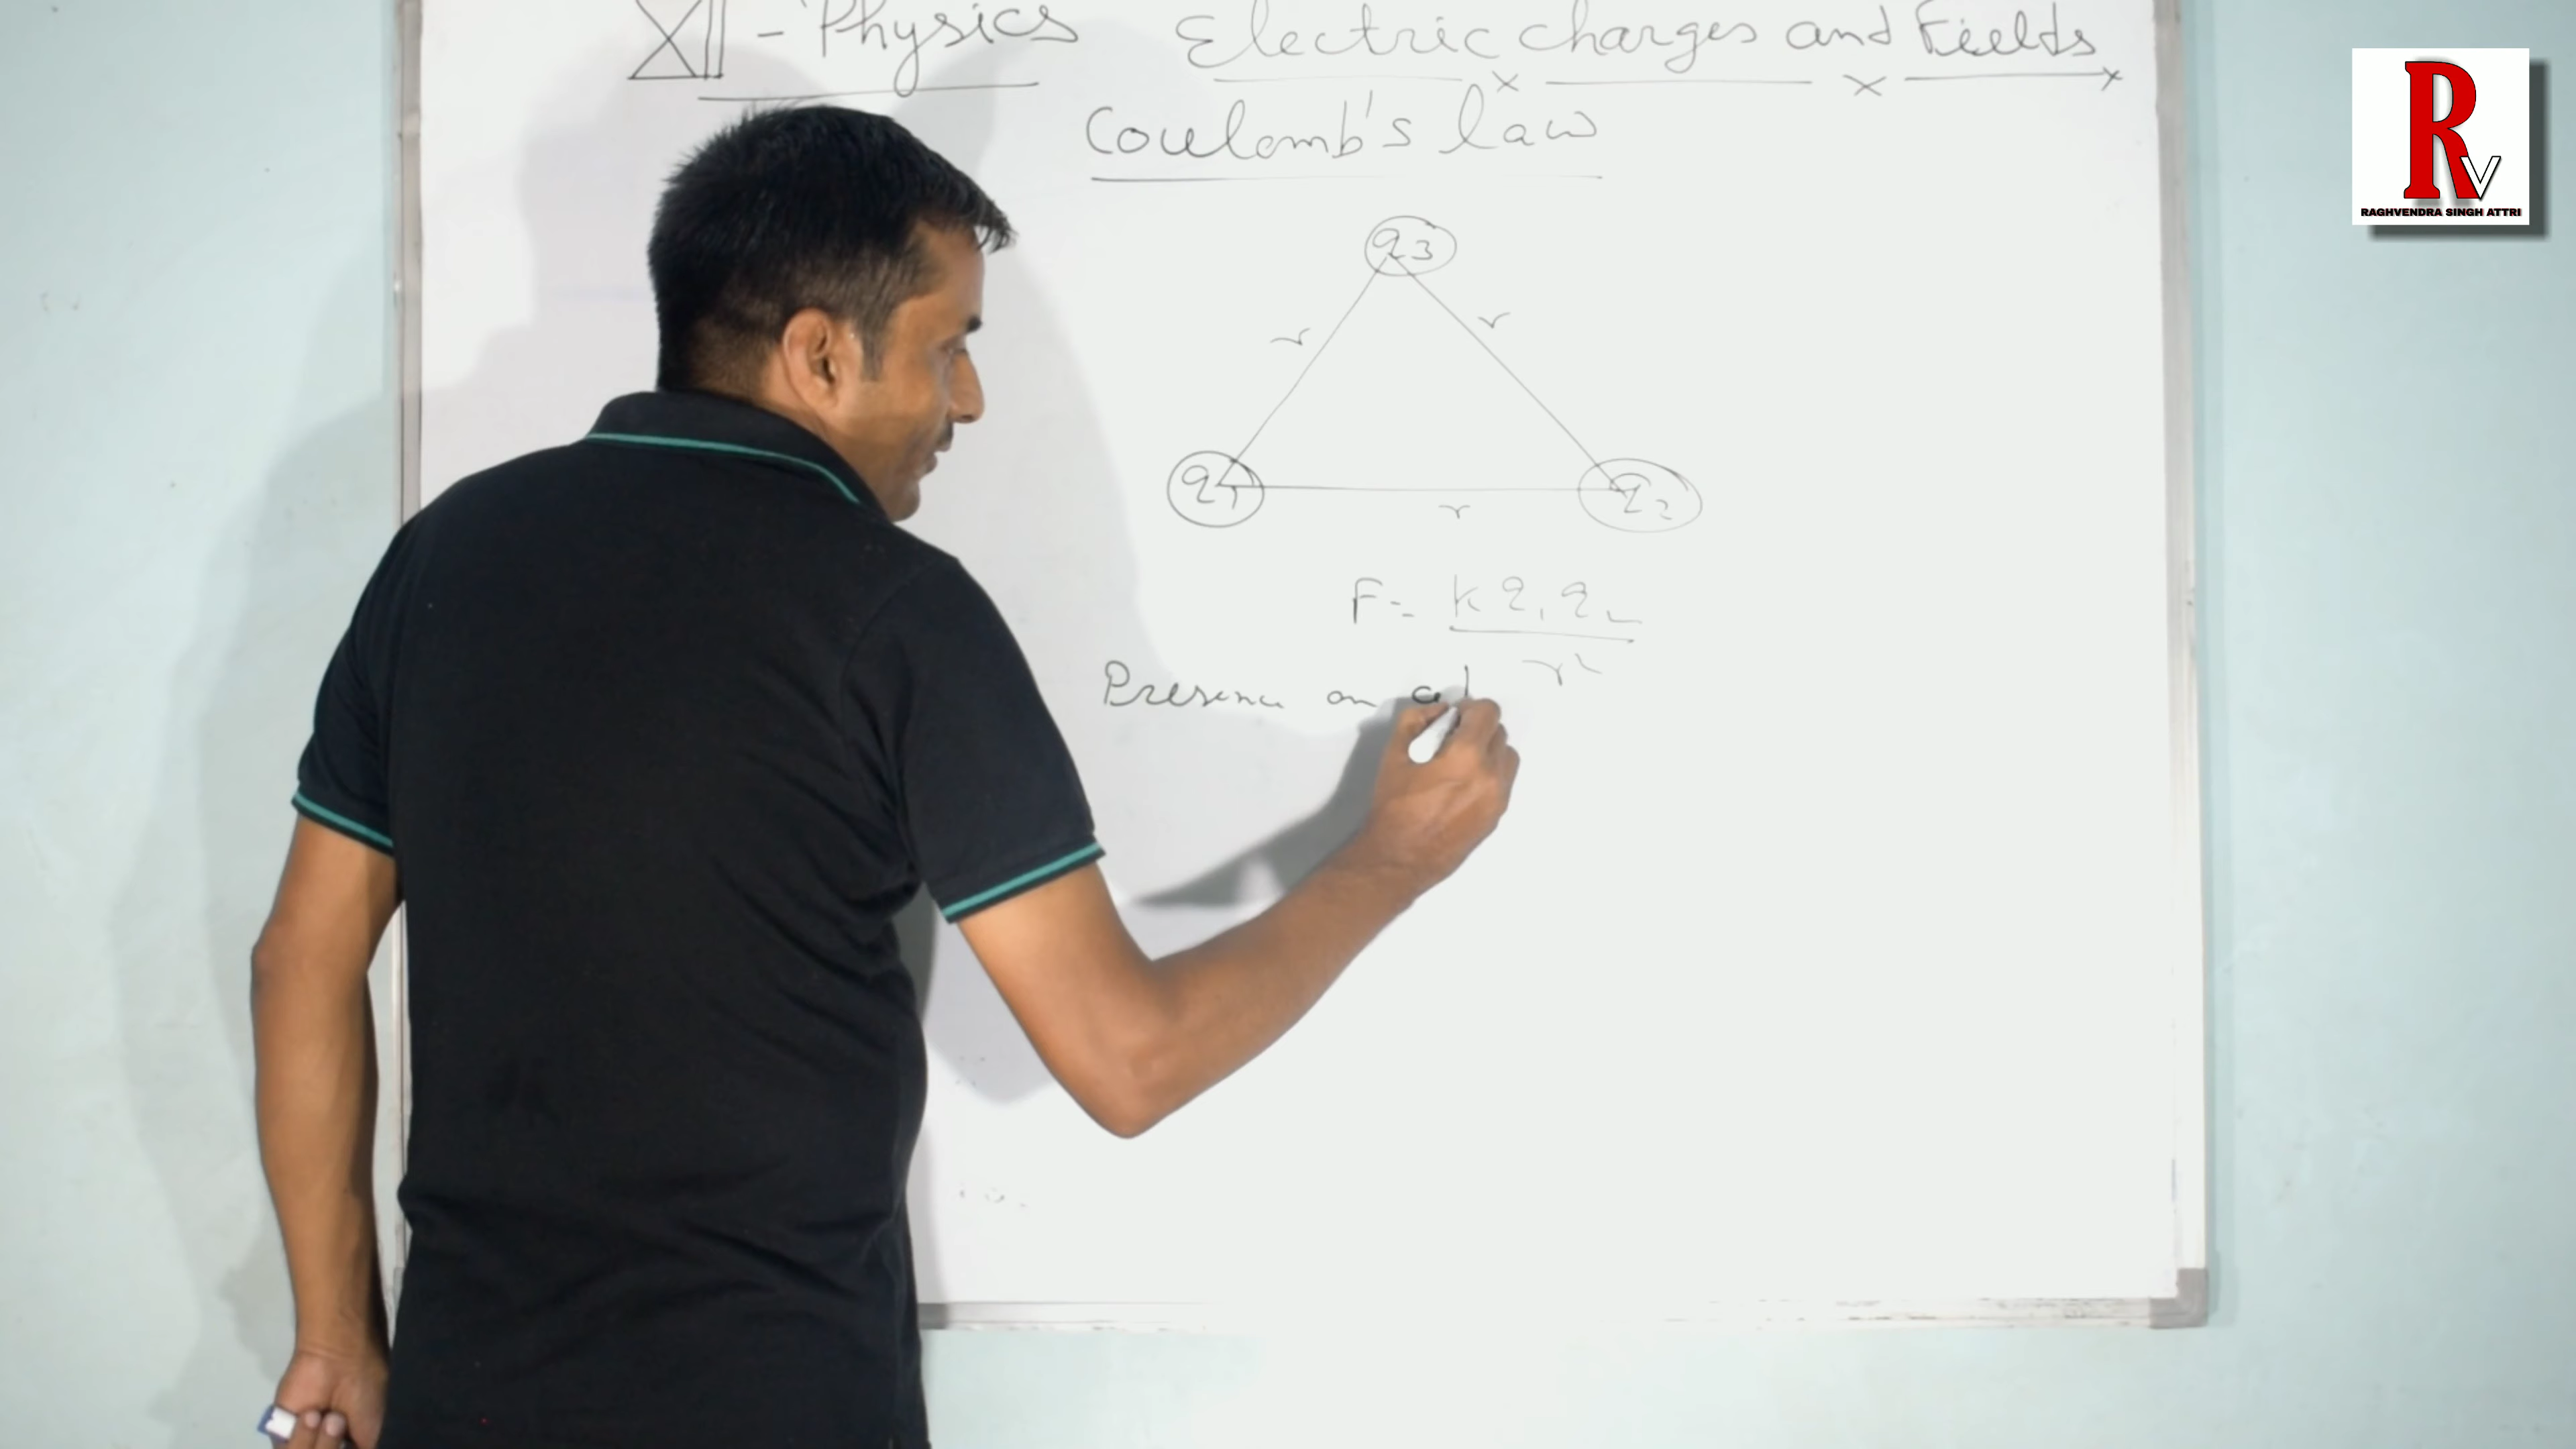 XII - Physics Electric charges and Fields
Coulomb's law
q3
r r
q1 q2
r
F = k q1 q2
r2
Presence on
R
V
RAGHVENDRA SINGH ATTRI